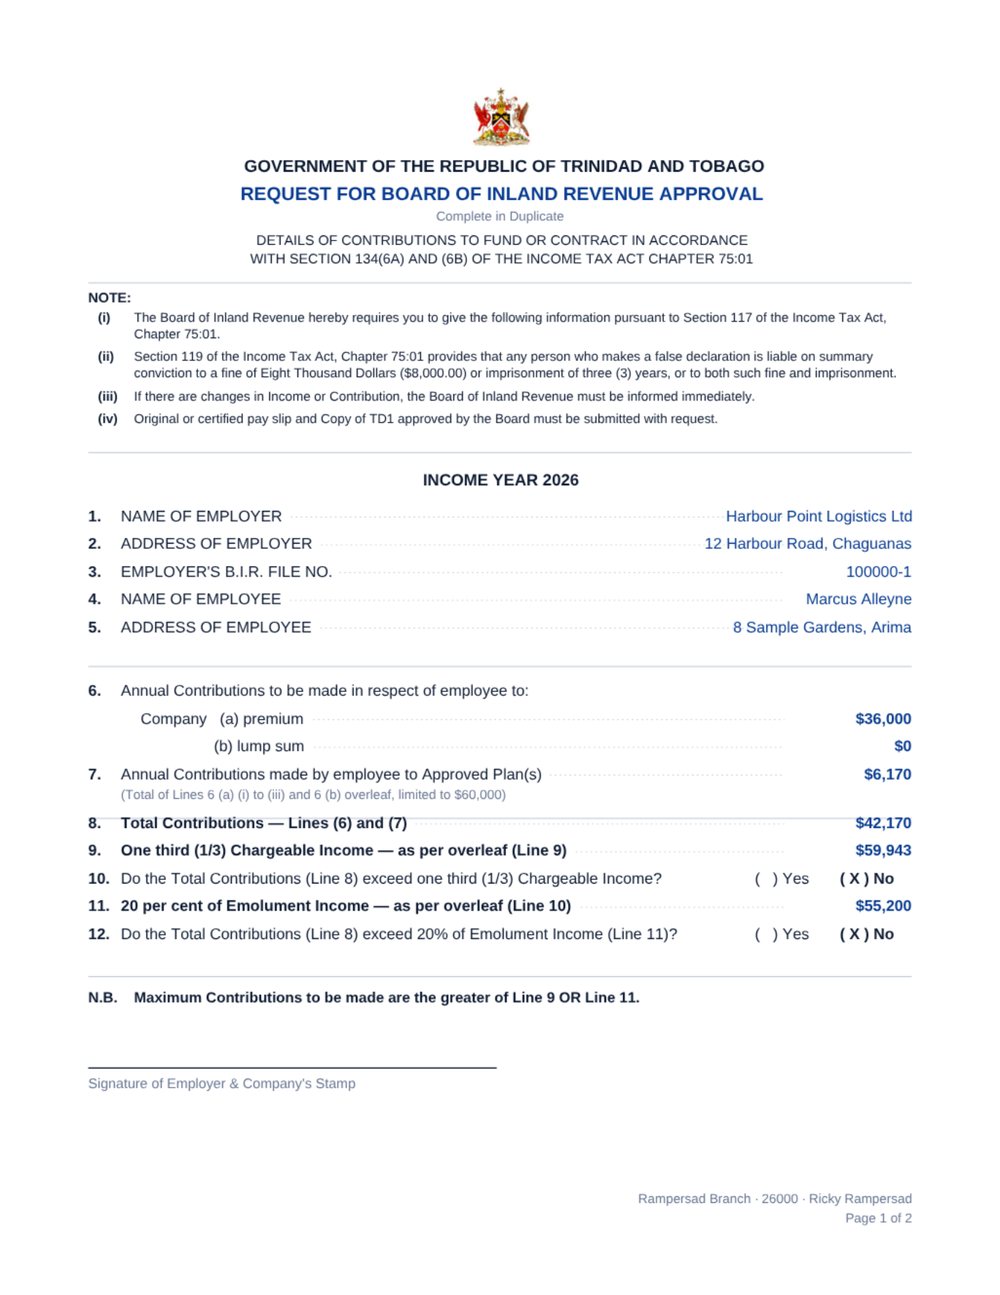 GOVERNMENT OF THE REPUBLIC OF TRINIDAD AND TOBAGO
REQUEST FOR BOARD OF INLAND REVENUE APPROVAL
Complete in Duplicate
DETAILS OF CONTRIBUTIONS TO FUND OR CONTRACT IN ACCORDANCE
WITH SECTION 134(6A) AND (6B) OF THE INCOME TAX ACT CHAPTER 75:01
NOTE:
(i) The Board of Inland Revenue hereby requires you to give the following information pursuant to Section 117 of the Income Tax Act,
Chapter 75:01.
(ii) Section 119 of the Income Tax Act, Chapter 75:01 provides that any person who makes a false declaration is liable on summary
conviction to a fine of Eight Thousand Dollars ($8,000.00) or imprisonment of three (3) years, or to both such fine and imprisonment.
(iii) If there are changes in Income or Contribution, the Board of Inland Revenue must be informed immediately.
(iv) Original or certified pay slip and Copy of TD1 approved by the Board must be submitted with request.
INCOME YEAR 2026
1. NAME OF EMPLOYER Harbour Point Logistics Ltd
2. ADDRESS OF EMPLOYER 12 Harbour Road, Chaguanas
3. EMPLOYER'S B.I.R. FILE NO. 100000-1
4. NAME OF EMPLOYEE Marcus Alleyne
5. ADDRESS OF EMPLOYEE 8 Sample Gardens, Arima
6. Annual Contributions to be made in respect of employee to:
Company (a) premium $36,000
(b) lump sum $0
7. Annual Contributions made by employee to Approved Plan(s) $6,170
(Total of Lines 6 (a) (i) to (iii) and 6 (b) overleaf, limited to $60,000)
8. Total Contributions — Lines (6) and (7) $42,170
9. One third (1/3) Chargeable Income — as per overleaf (Line 9) $59,943
10. Do the Total Contributions (Line 8) exceed one third (1/3) Chargeable Income? ( ) Yes ( X ) No
11. 20 per cent of Emolument Income — as per overleaf (Line 10) $55,200
12. Do the Total Contributions (Line 8) exceed 20% of Emolument Income (Line 11)? ( ) Yes ( X ) No
N.B. Maximum Contributions to be made are the greater of Line 9 OR Line 11.
Signature of Employer & Company's Stamp
Rampersad Branch · 26000 · Ricky Rampersad
Page 1 of 2